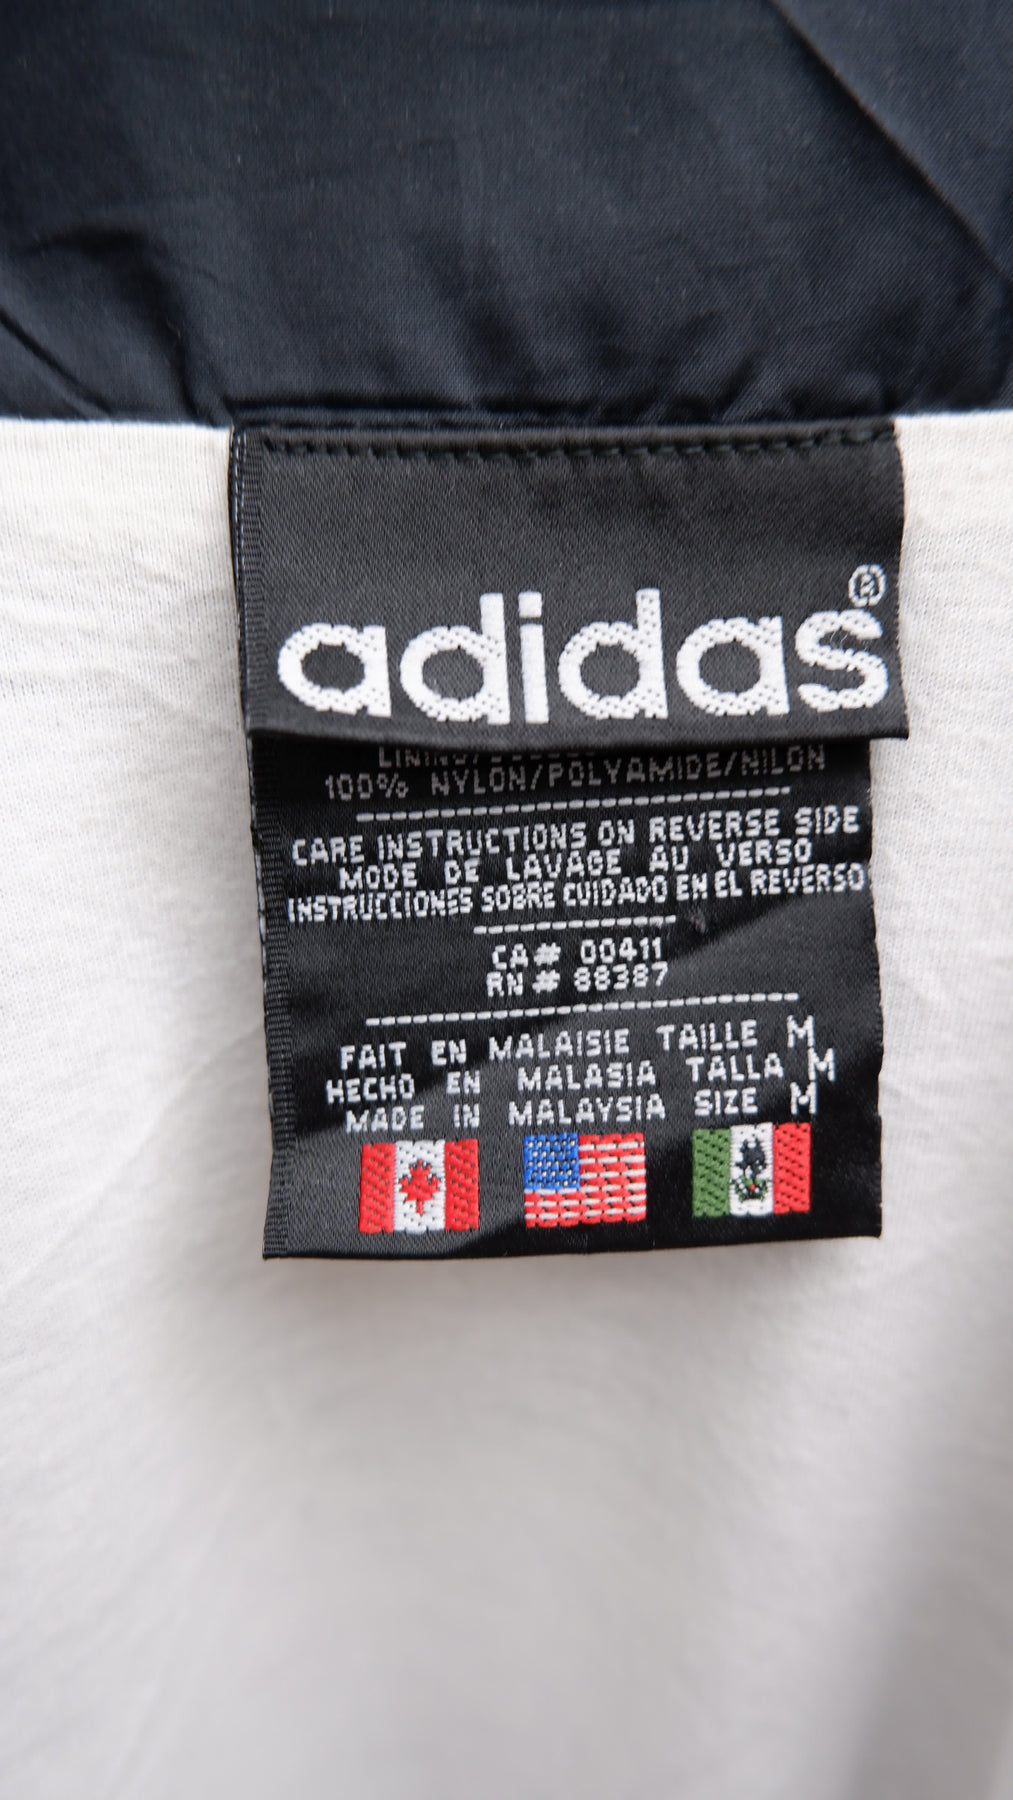 adidas®
100% NYLON/POLYAMIDE/NILON
CARE INSTRUCTIONS ON REVERSE SIDE
MODE DE LAVAGE AU VERSO
INSTRUCCIONES SOBRE CUIDADO EN EL REVERSO
CA# 00411
RN# 88387
FAIT EN MALAISIE TAILLE M
HECHO EN MALASIA TALLA M
MADE IN MALAYSIA SIZE M